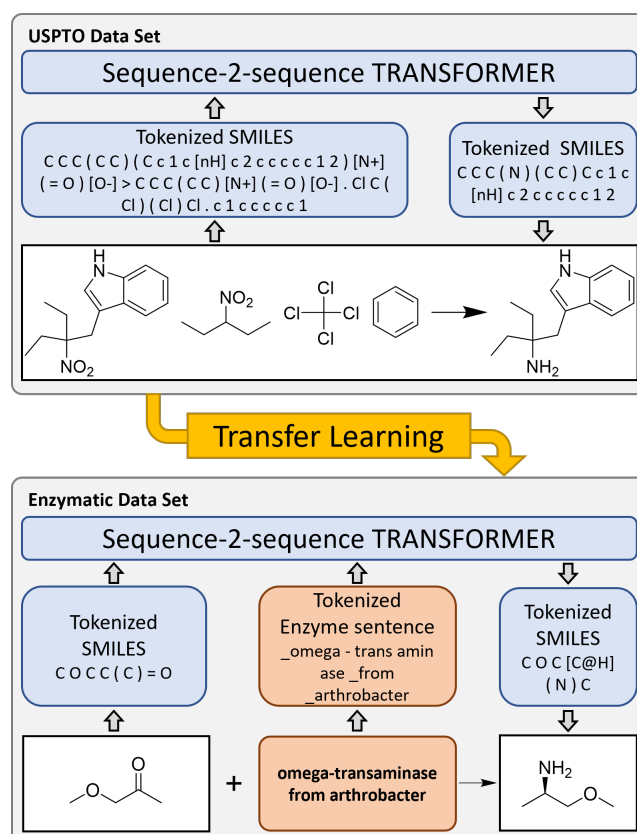 USPTO Data Set
Sequence-2-sequence TRANSFORMER
Tokenized SMILES
C C C ( C C ) ( C c 1 c [nH] c 2 c c c c c 1 2 ) [N+]
( = O ) [O-] > C C C ( C C ) [N+] ( = O ) [O-] . Cl C (
Cl ) ( Cl ) Cl . c 1 c c c c c 1
Tokenized SMILES
C C C ( N ) ( C C ) C c 1 c
[nH] c 2 c c c c c 1 2
H
N
NO2
NO2
Cl
Cl
Cl
Cl
H
N
NH2
Transfer Learning
Enzymatic Data Set
Sequence-2-sequence TRANSFORMER
Tokenized
SMILES
C O C C ( C ) = O
Tokenized
Enzyme sentence
_omega - trans amin
ase _from
_arthrobacter
Tokenized
SMILES
C O C [C@H]
( N ) C
O
O
+
omega-transaminase
from arthrobacter
NH2
O